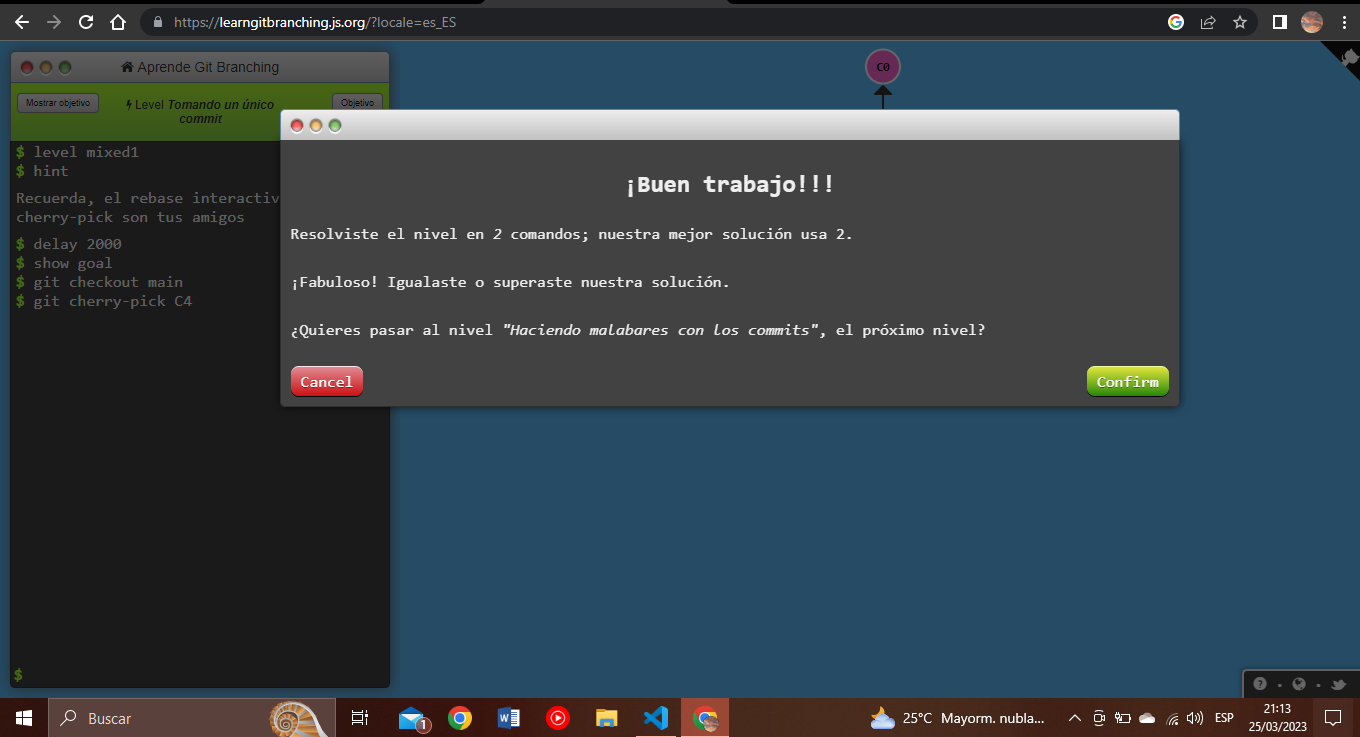 https://learngitbranching.js.org/?locale=es_ES
Aprende Git Branching
Mostrar objetivo
Level Tomando un único
commit
Objetivo
$ level mixed1
$ hint
Recuerda, el rebase interactiv
cherry-pick son tus amigos
$ delay 2000
$ show goal
$ git checkout main
$ git cherry-pick C4
$
C0
¡Buen trabajo!!!
Resolviste el nivel en 2 comandos; nuestra mejor solución usa 2.
¡Fabuloso! Igualaste o superaste nuestra solución.
¿Quieres pasar al nivel "Haciendo malabares con los commits", el próximo nivel?
Cancel
Confirm
Buscar
1
25°C Mayorm. nubla...
ESP
21:13
25/03/2023